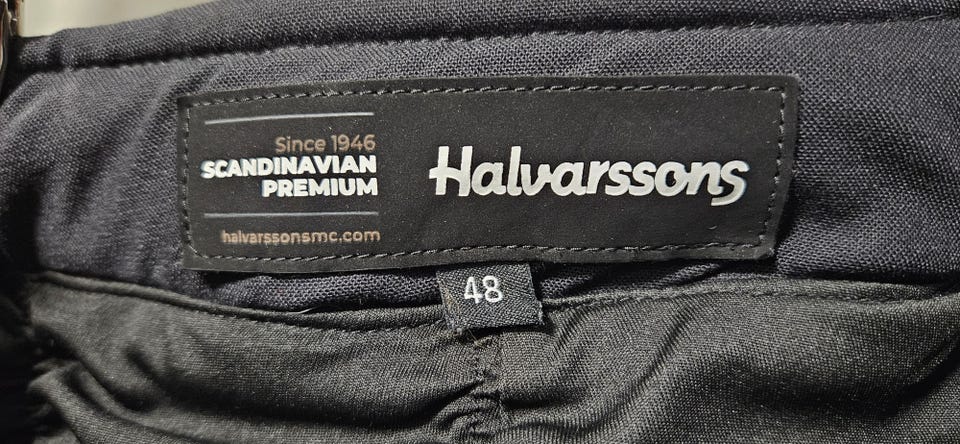 Since 1946
SCANDINAVIAN
PREMIUM
halvarssonsmc.com
Halvarssons
48